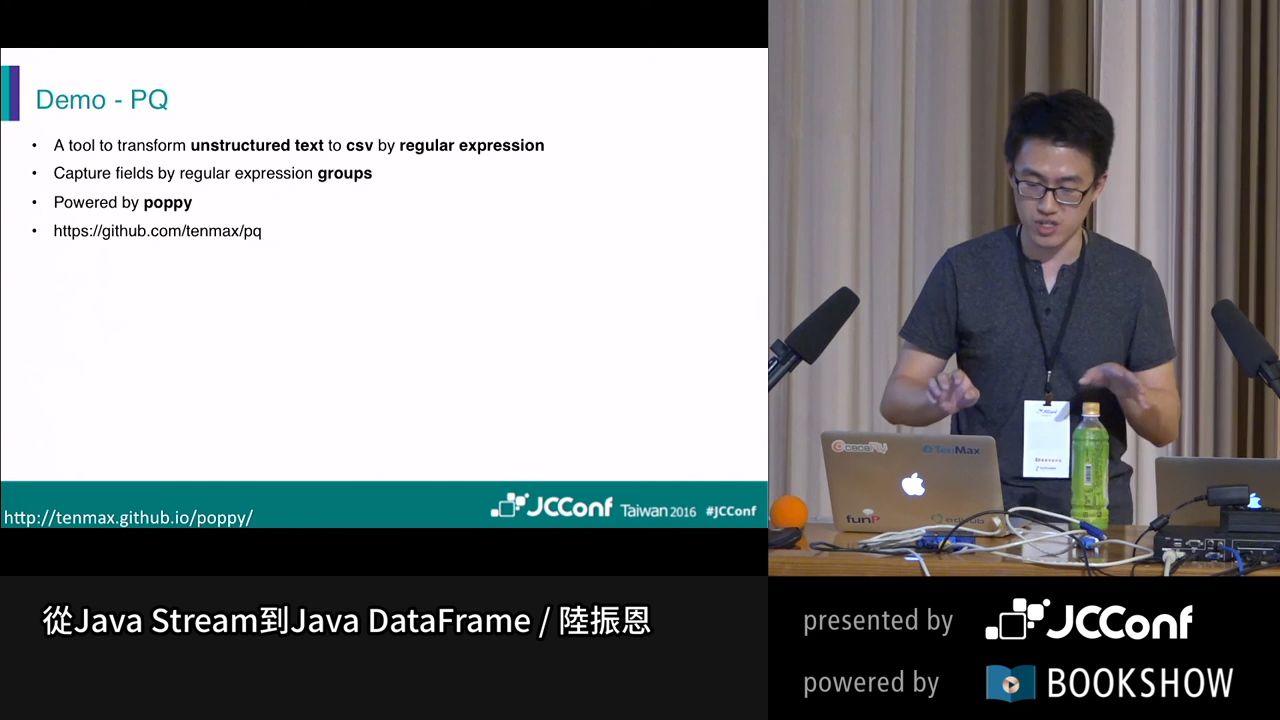 Demo - PQ
• A tool to transform unstructured text to csv by regular expression
• Capture fields by regular expression groups
• Powered by poppy
• https://github.com/tenmax/pq
http://tenmax.github.io/poppy/
JCConf Taiwan 2016 #JCConf
TenMax
funP
從Java Stream到Java DataFrame / 陸振恩
presented by JCConf
powered by BOOKSHOW